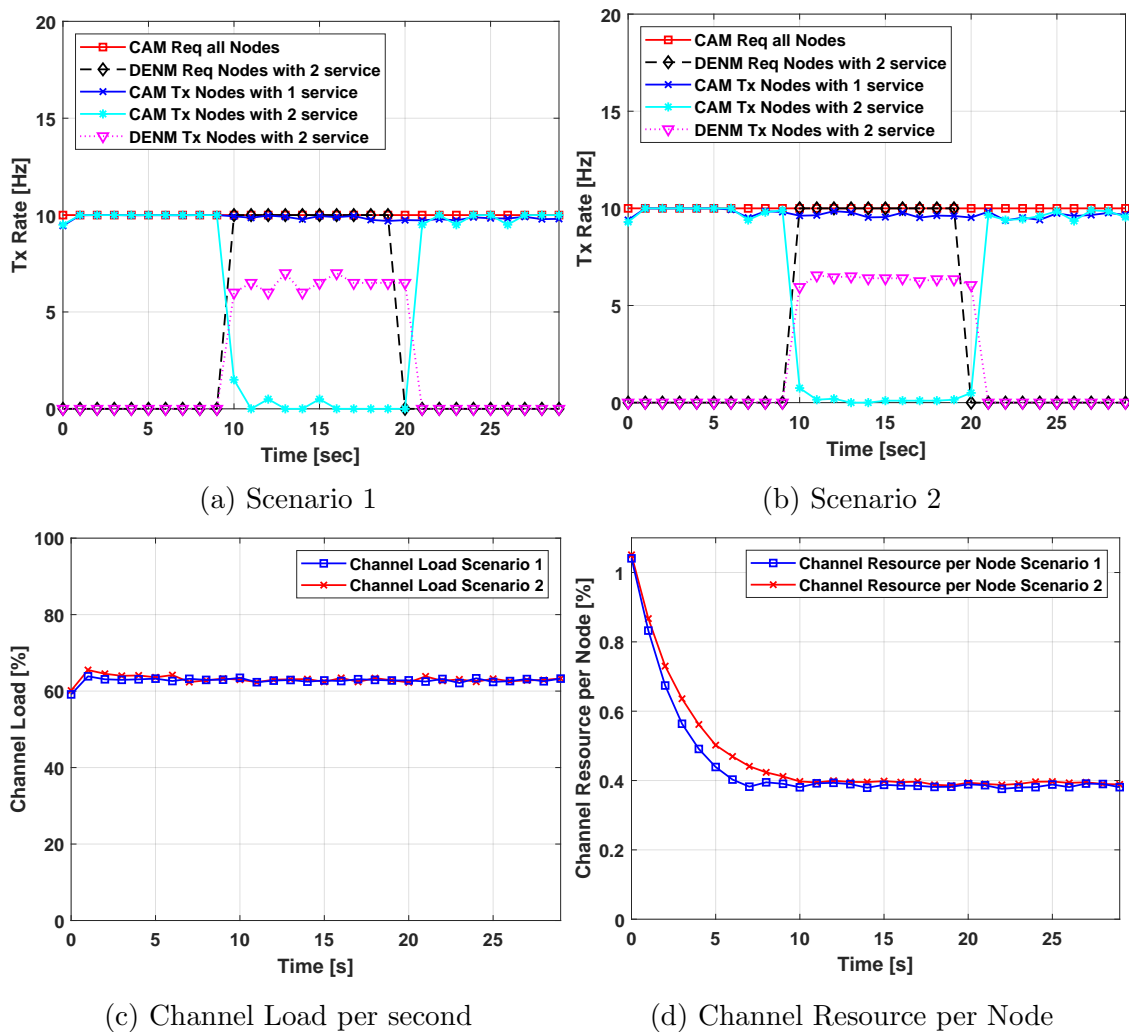 20
15
10
5
0
Tx Rate [Hz]
CAM Req all Nodes
DENM Req Nodes with 2 service
CAM Tx Nodes with 1 service
CAM Tx Nodes with 2 service
DENM Tx Nodes with 2 service
0 5 10 15 20 25
Time [sec]
(a) Scenario 1
20
15
10
5
0
Tx Rate [Hz]
CAM Req all Nodes
DENM Req Nodes with 2 service
CAM Tx Nodes with 1 service
CAM Tx Nodes with 2 service
DENM Tx Nodes with 2 service
0 5 10 15 20 25
Time [sec]
(b) Scenario 2
100
80
60
40
20
0
Channel Load [%]
Channel Load Scenario 1
Channel Load Scenario 2
0 5 10 15 20 25
Time [s]
(c) Channel Load per second
1
0.8
0.6
0.4
0.2
0
Channel Resource per Node [%]
Channel Resource per Node Scenario 1
Channel Resource per Node Scenario 2
0 5 10 15 20 25
Time [s]
(d) Channel Resource per Node